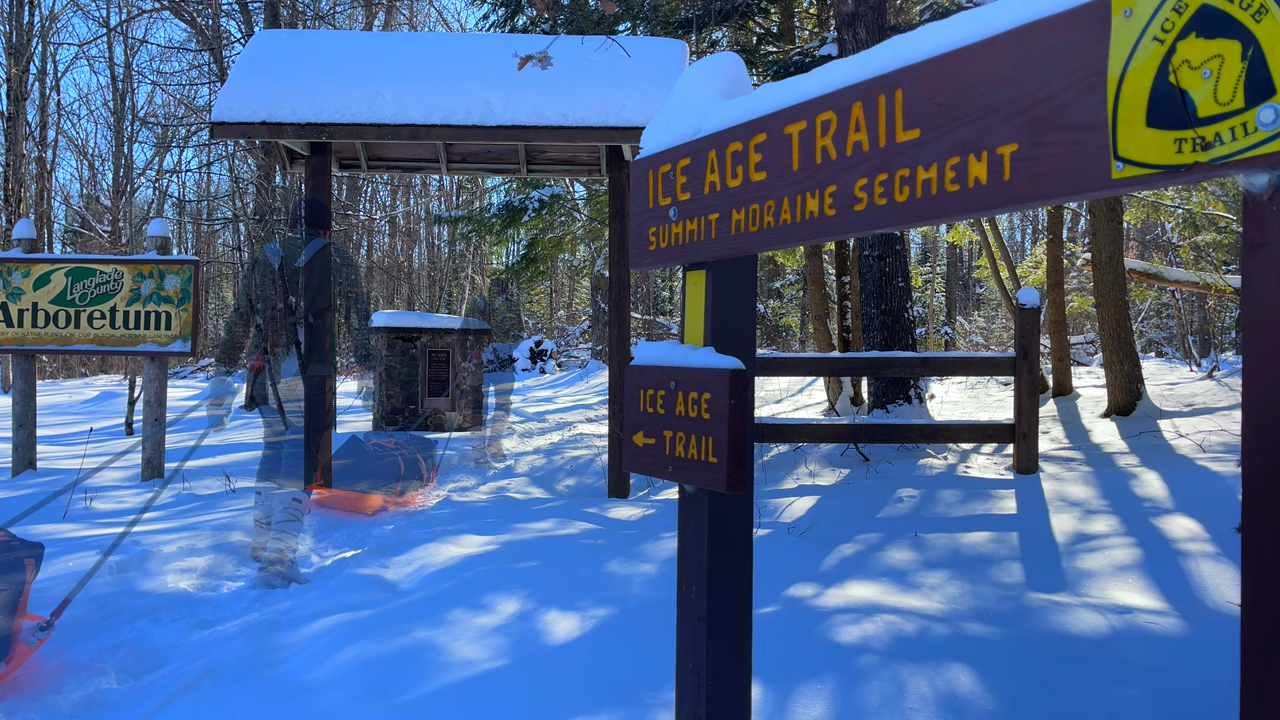 Langlade
County
Arboretum
ICE AGE TRAIL
SUMMIT MORAINE SEGMENT
ICE AGE
TRAIL
ICE AGE
← TRAIL